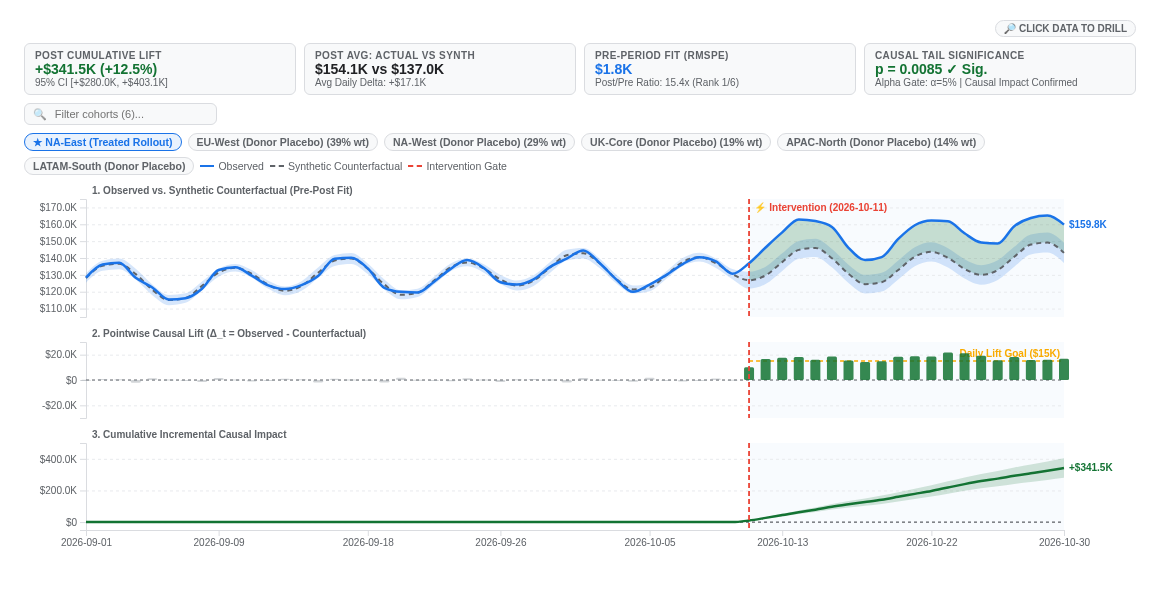 🔎 CLICK DATA TO DRILL
POST CUMULATIVE LIFT
+$341.5K (+12.5%)
95% CI [+$280.0K, +$403.1K]
POST AVG: ACTUAL VS SYNTH
$154.1K vs $137.0K
Avg Daily Delta: +$17.1K
PRE-PERIOD FIT (RMSPE)
$1.8K
Post/Pre Ratio: 15.4x (Rank 1/6)
CAUSAL TAIL SIGNIFICANCE
p = 0.0085 ✓ Sig.
Alpha Gate: α=5% | Causal Impact Confirmed
🔍 Filter cohorts (6)...
★ NA-East (Treated Rollout)
EU-West (Donor Placebo) (39% wt)
NA-West (Donor Placebo) (29% wt)
UK-Core (Donor Placebo) (19% wt)
APAC-North (Donor Placebo) (14% wt)
LATAM-South (Donor Placebo)
Observed
Synthetic Counterfactual
Intervention Gate
1. Observed vs. Synthetic Counterfactual (Pre-Post Fit)
$170.0K
$160.0K
$150.0K
$140.0K
$130.0K
$120.0K
$110.0K
⚡ Intervention (2026-10-11)
$159.8K
2. Pointwise Causal Lift (Δ_t = Observed - Counterfactual)
$20.0K
$0
-$20.0K
Daily Lift Goal ($15K)
3. Cumulative Incremental Causal Impact
$400.0K
$200.0K
$0
+$341.5K
2026-09-01
2026-09-09
2026-09-18
2026-09-26
2026-10-05
2026-10-13
2026-10-22
2026-10-30